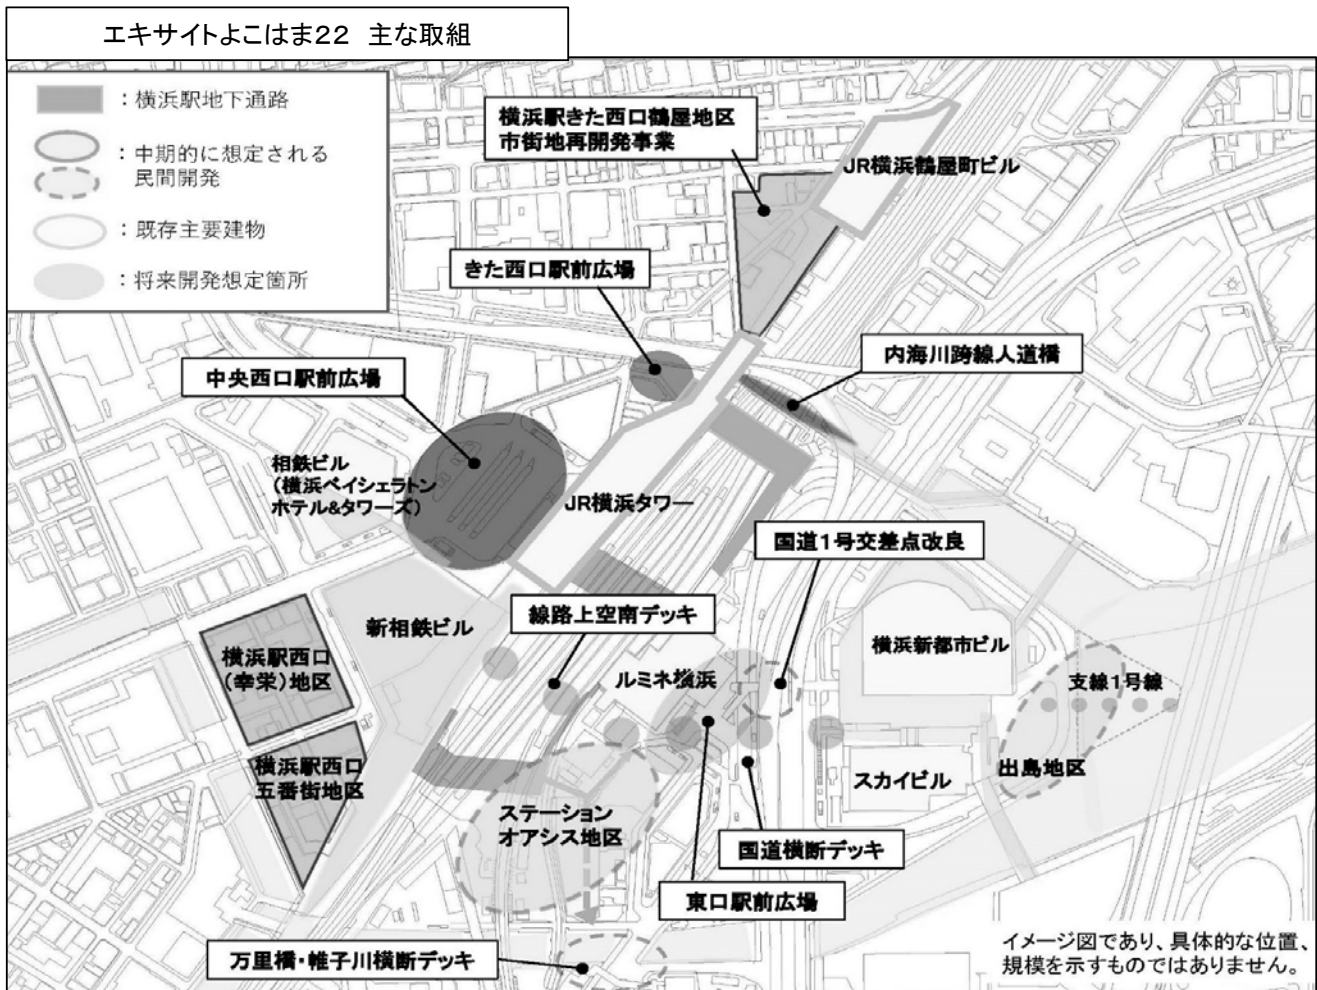 エキサイトよこはま22 主な取組
：横浜駅地下通路
：中期的に想定される
民間開発
：既存主要建物
：将来開発想定箇所
横浜駅きた西口鶴屋地区
市街地再開発事業
JR横浜鶴屋町ビル
きた西口駅前広場
内海川跨線人道橋
中央西口駅前広場
相鉄ビル
（横浜ベイシェラトン
ホテル&タワーズ）
JR横浜タワー
国道1号交差点改良
線路上空南デッキ
新相鉄ビル
横浜駅西口
（幸栄）地区
ルミネ横浜
横浜新都市ビル
支線1号線
横浜駅西口
五番街地区
出島地区
スカイビル
ステーション
オアシス地区
国道横断デッキ
東口駅前広場
万里橋・帷子川横断デッキ
イメージ図であり、具体的な位置、
規模を示すものではありません。